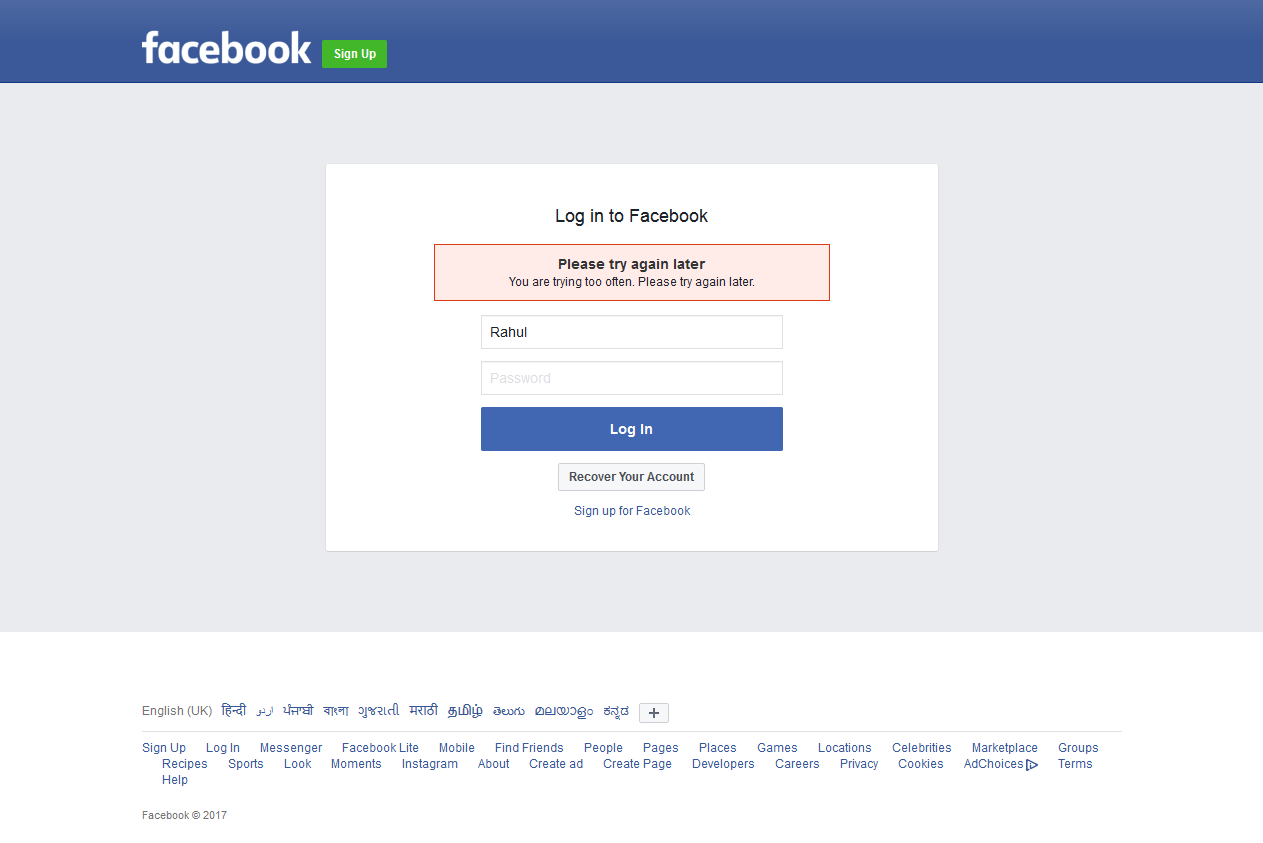 facebook Sign Up
Log in to Facebook
Please try again later
You are trying too often. Please try again later.
Rahul
Password
Log In
Recover Your Account
Sign up for Facebook
English (UK) हिन्दी اردو ਪੰਜਾਬੀ বাংলা ગુજરાતી मराठी தமிழ் తెలుగు മലയാളം ಕನ್ನಡ +
Sign Up Log In Messenger Facebook Lite Mobile Find Friends People Pages Places Games Locations Celebrities Marketplace Groups
Recipes Sports Look Moments Instagram About Create ad Create Page Developers Careers Privacy Cookies AdChoices Terms
Help
Facebook © 2017